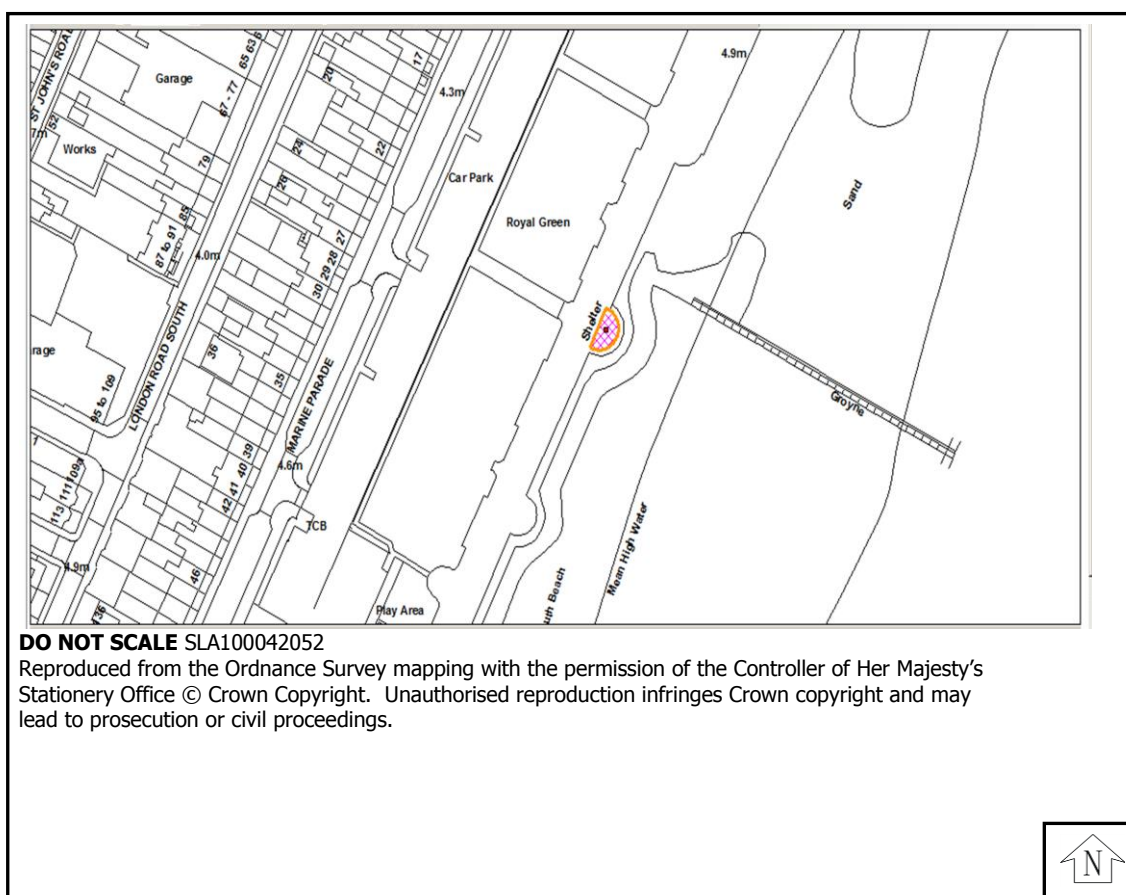 ST JOHN'S ROAD
52
Works
Garage
65 63
67 - 77
79
85
87 to 91
4.0m
LONDON ROAD SOUTH
95 to 109
113
4.9m
20
24
26
36
17
4.3m
22
27
28
29
30
35
MARINE PARADE
39
40
41
42
46
4.6m
TCB
Play Area
Car Park
Royal Green
Shelter
4.9m
Sand
Groyne
Mean High Water
uth Beach
DO NOT SCALE SLA100042052
Reproduced from the Ordnance Survey mapping with the permission of the Controller of Her Majesty's
Stationery Office © Crown Copyright. Unauthorised reproduction infringes Crown copyright and may
lead to prosecution or civil proceedings.
N